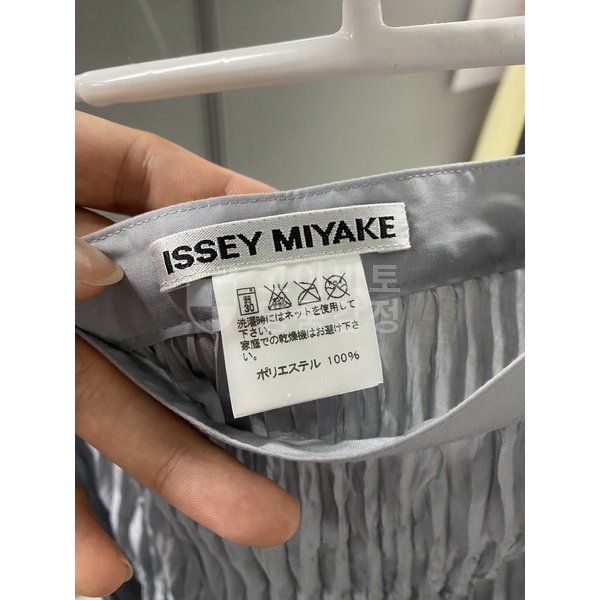 ISSEY MIYAKE
30
洗濯時にはネットを使用して
下さい。
家庭での乾燥機はお避け下さ
い。
ポリエステル 100%